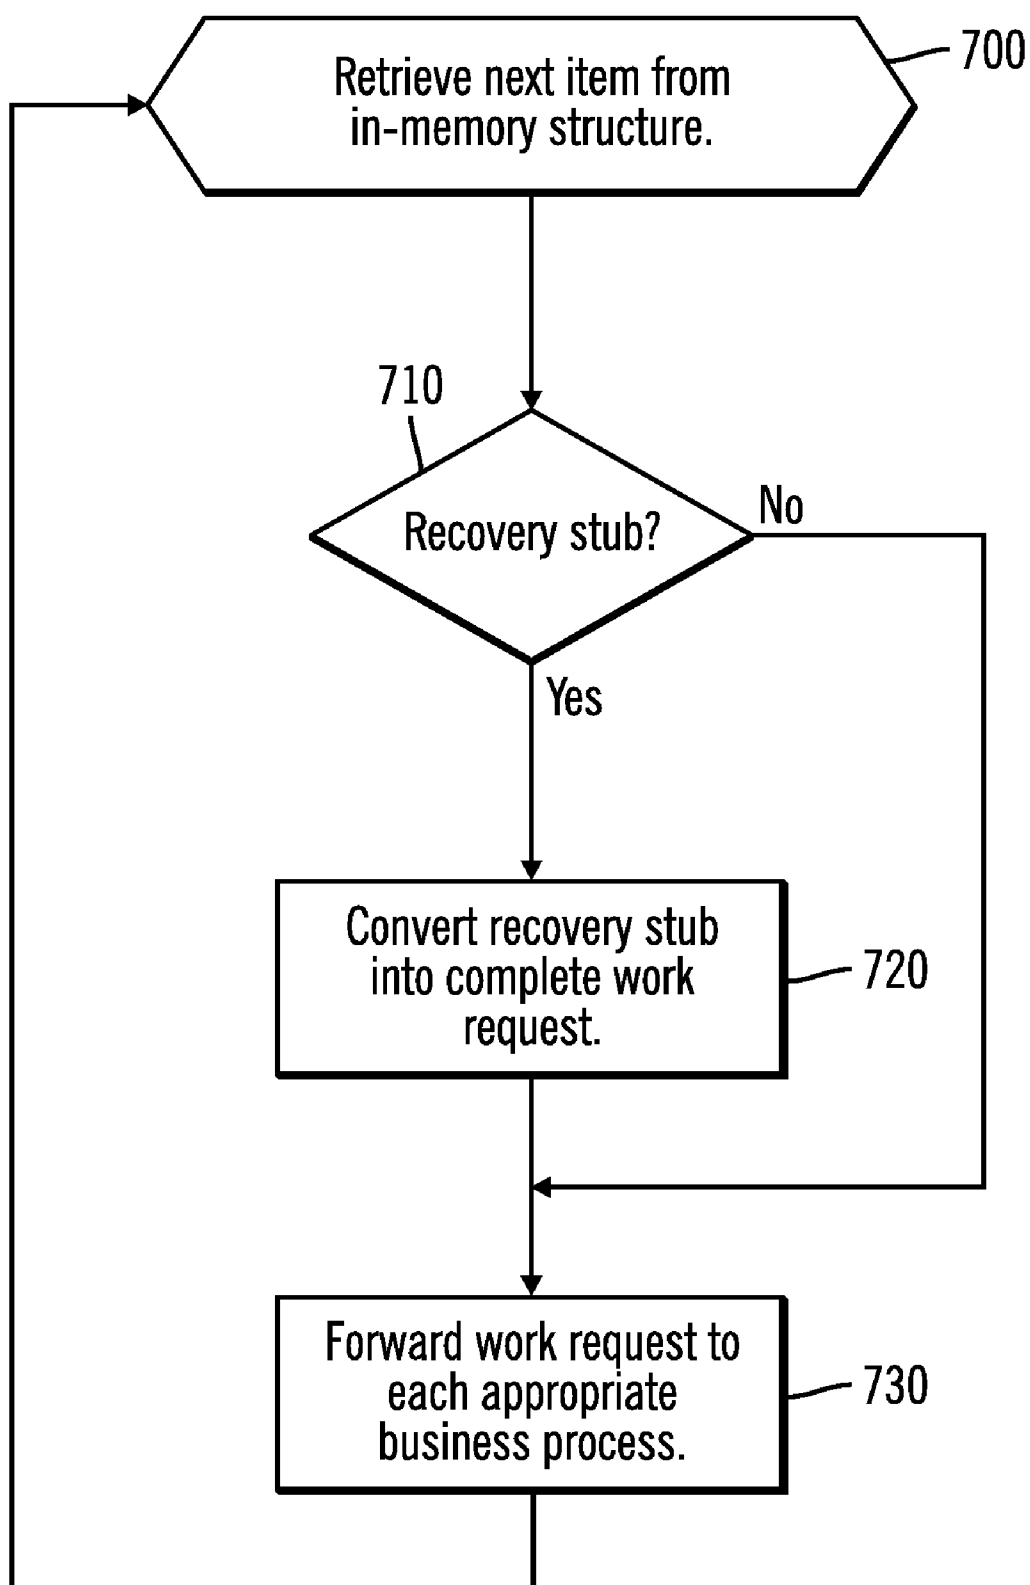 700
Retrieve next item from
in-memory structure.
710
Recovery stub?
No
Yes
Convert recovery stub
into complete work
request.
720
Forward work request to
each appropriate
business process.
730